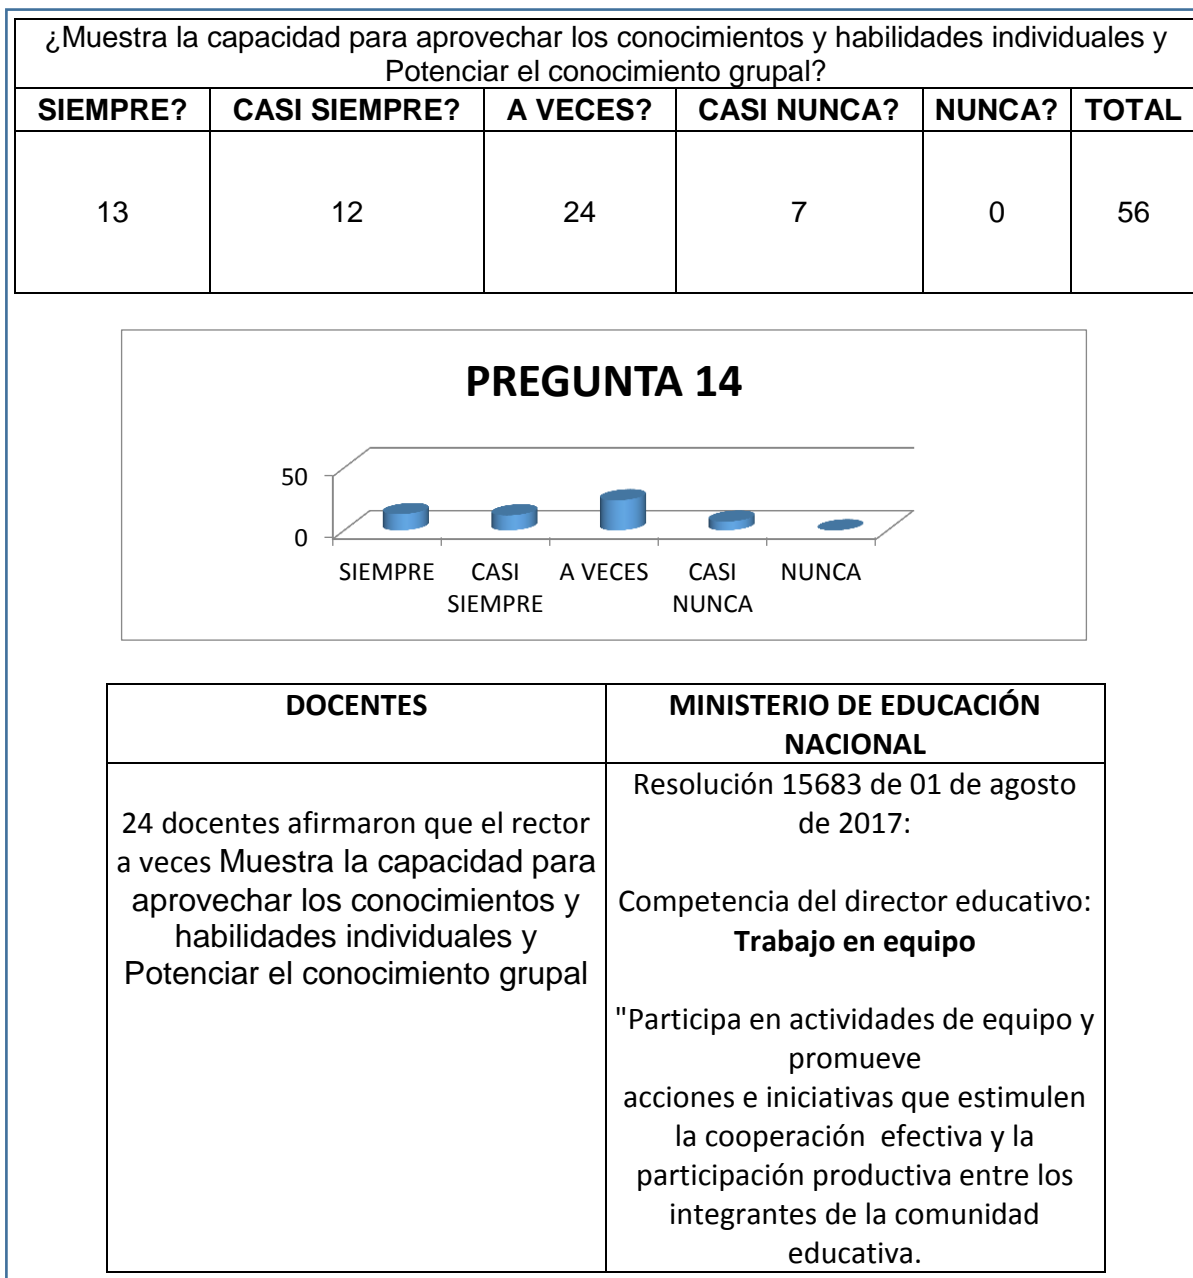 ¿Muestra la capacidad para aprovechar los conocimientos y habilidades individuales y
Potenciar el conocimiento grupal?
SIEMPRE? CASI SIEMPRE? A VECES? CASI NUNCA? NUNCA? TOTAL
13 12 24 7 0 56
PREGUNTA 14
50
0
SIEMPRE CASI A VECES CASI NUNCA
SIEMPRE NUNCA
DOCENTES
MINISTERIO DE EDUCACIÓN
NACIONAL
24 docentes afirmaron que el rector
a veces Muestra la capacidad para
aprovechar los conocimientos y
habilidades individuales y
Potenciar el conocimiento grupal
Resolución 15683 de 01 de agosto
de 2017:
Competencia del director educativo:
Trabajo en equipo
"Participa en actividades de equipo y
promueve
acciones e iniciativas que estimulen
la cooperación  efectiva y la
participación productiva entre los
integrantes de la comunidad
educativa.